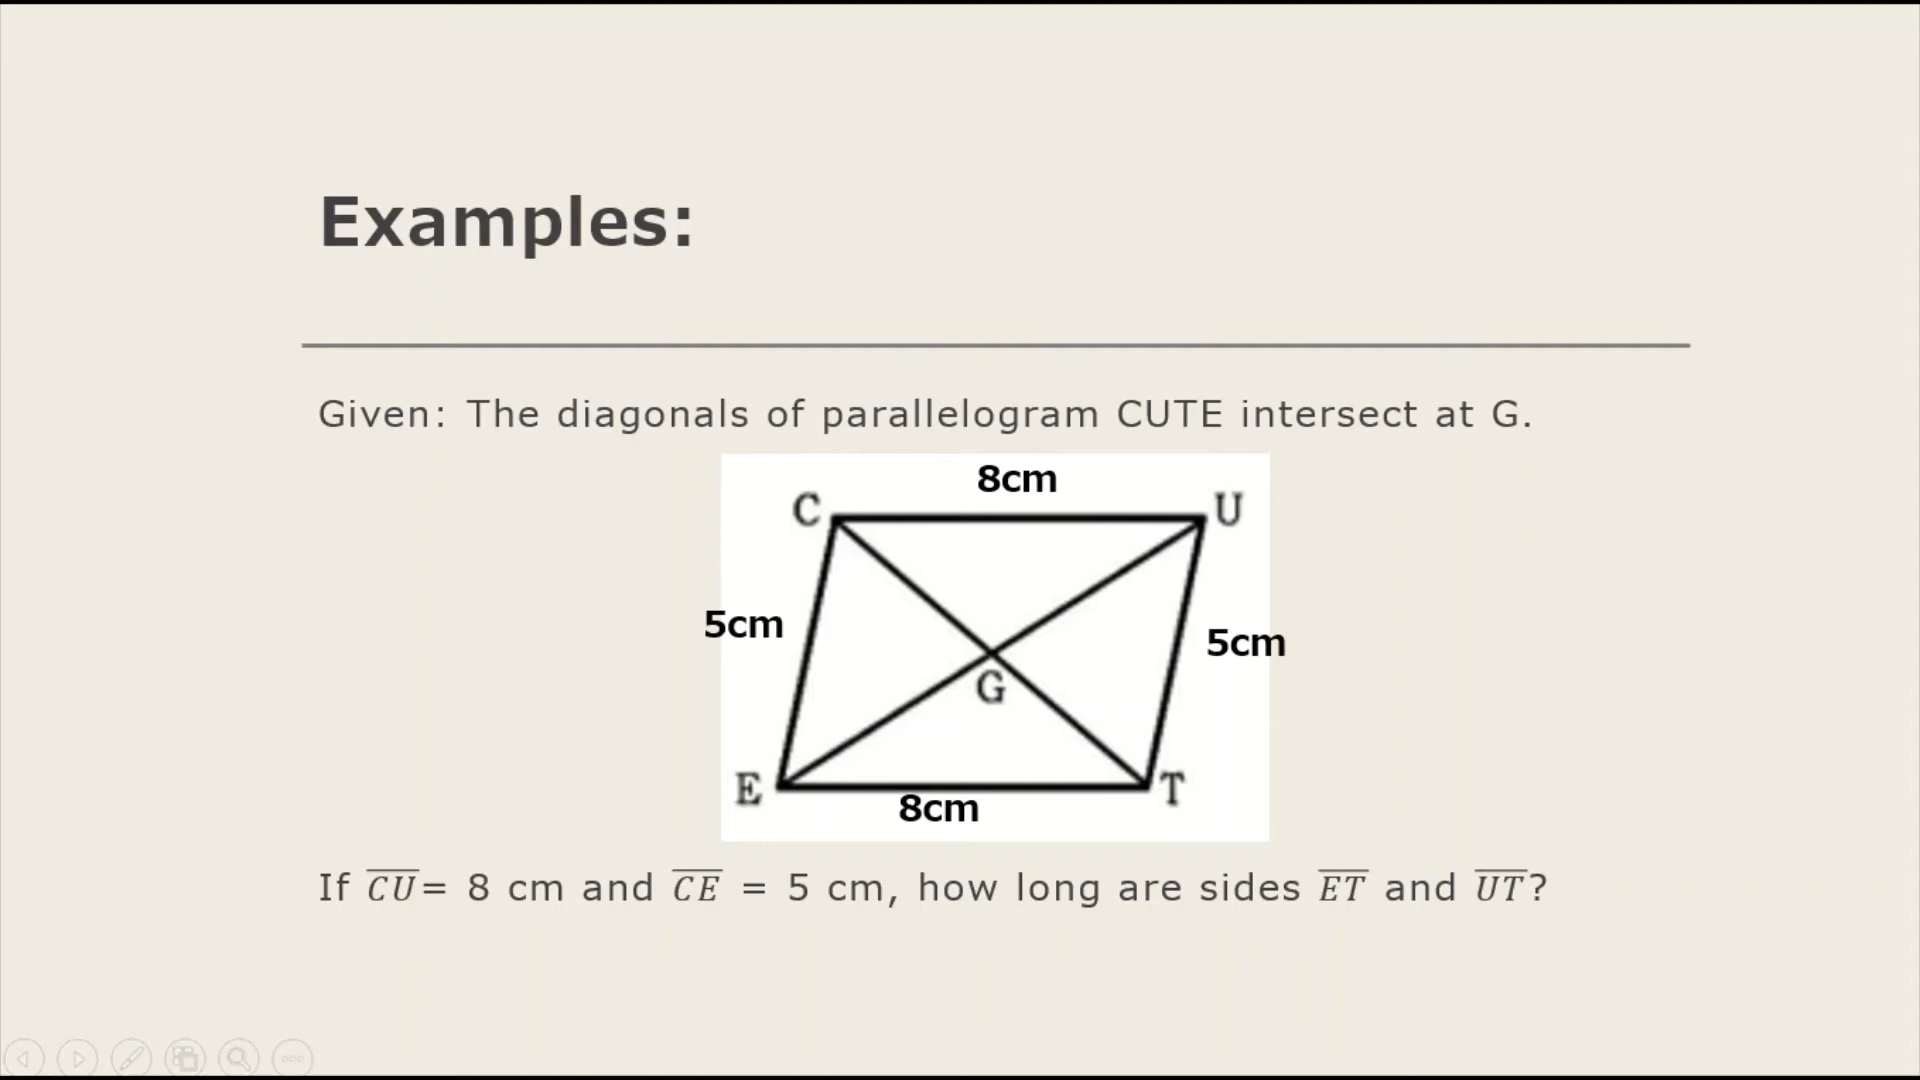 Examples:
Given: The diagonals of parallelogram CUTE intersect at G.
8cm
C
U
5cm
5cm
G
E
T
8cm
If CU= 8 cm and CE = 5 cm, how long are sides ET and UT?